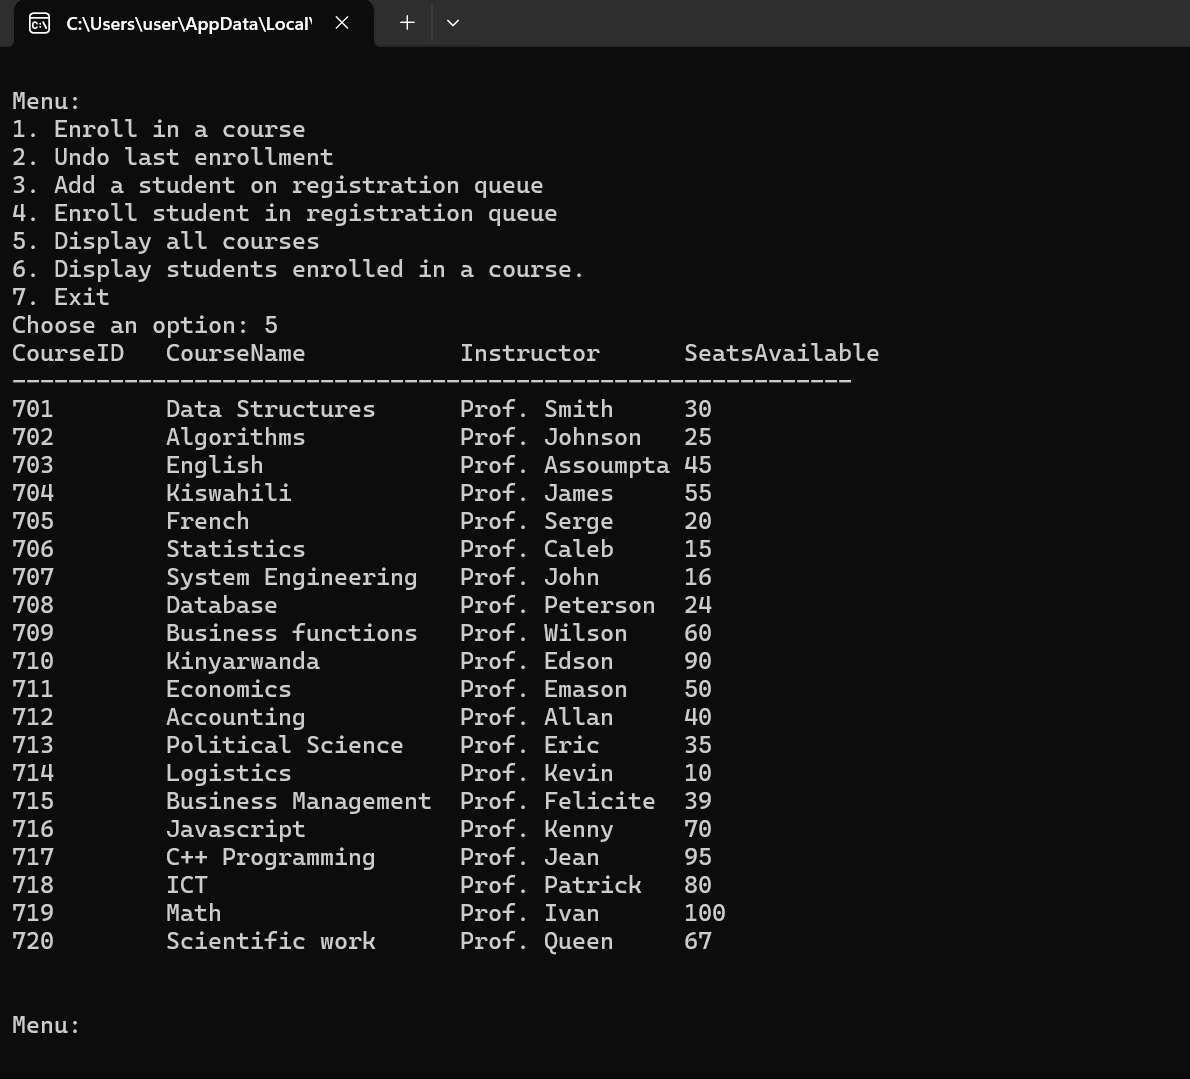 C:\Users\user\AppData\Local\
Menu:
1. Enroll in a course
2. Undo last enrollment
3. Add a student on registration queue
4. Enroll student in registration queue
5. Display all courses
6. Display students enrolled in a course.
7. Exit
Choose an option: 5
CourseID   CourseName           Instructor      SeatsAvailable
------------------------------------------------------------
701        Data Structures      Prof. Smith     30
702        Algorithms           Prof. Johnson   25
703        English              Prof. Assoumpta 45
704        Kiswahili            Prof. James     55
705        French               Prof. Serge     20
706        Statistics           Prof. Caleb     15
707        System Engineering   Prof. John      16
708        Database             Prof. Peterson  24
709        Business functions   Prof. Wilson    60
710        Kinyarwanda          Prof. Edson     90
711        Economics            Prof. Emason    50
712        Accounting           Prof. Allan     40
713        Political Science    Prof. Eric      35
714        Logistics            Prof. Kevin     10
715        Business Management  Prof. Felicite  39
716        Javascript           Prof. Kenny     70
717        C++ Programming      Prof. Jean      95
718        ICT                  Prof. Patrick   80
719        Math                 Prof. Ivan      100
720        Scientific work      Prof. Queen     67
Menu: